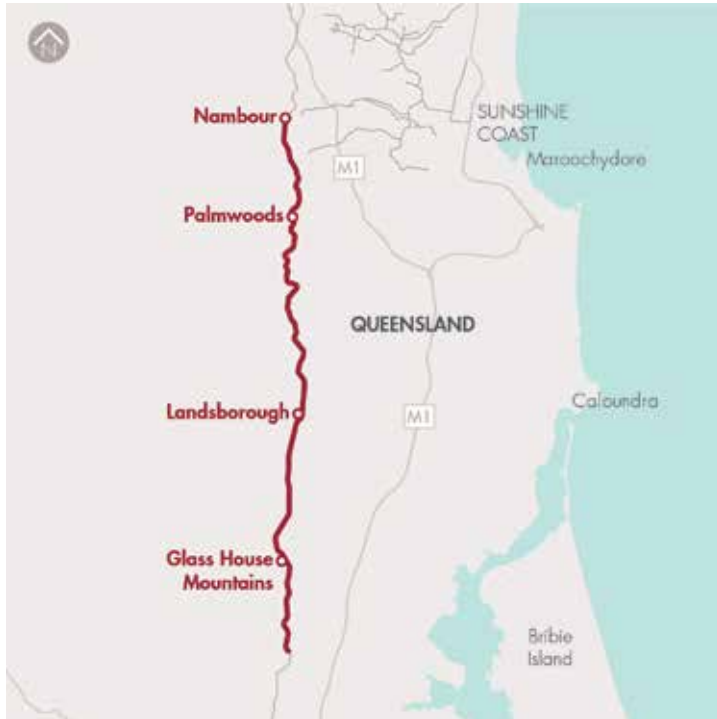 N
Nambour
SUNSHINE
COAST
Maroochydore
M1
Palmwoods
QUEENSLAND
Landsborough
M1
Caloundra
Glass House
Mountains
Bribie
Island